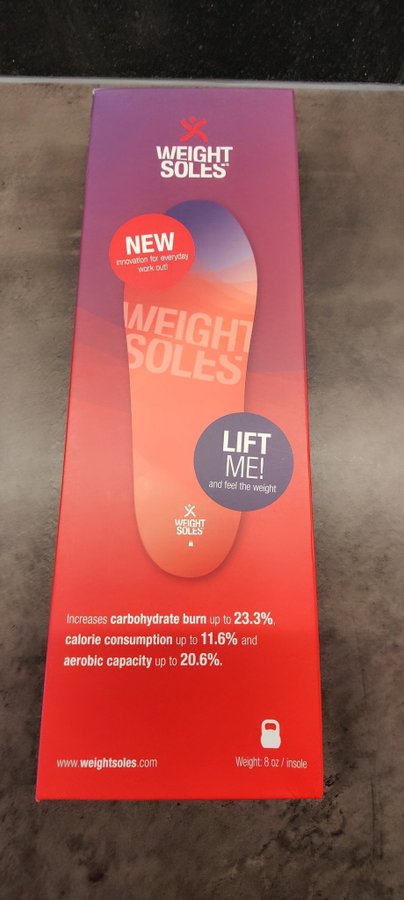 WEIGHT
SOLES
NEW
innovation for everyday
work out!
WEIGHT
SOLES
LIFT
ME!
and feel the weight
WEIGHT
SOLES
Increases carbohydrate burn up to 23.3%,
calorie consumption up to 11.6% and
aerobic capacity up to 20.6%.
www.weightsoles.com
Weight: 8 oz / insole